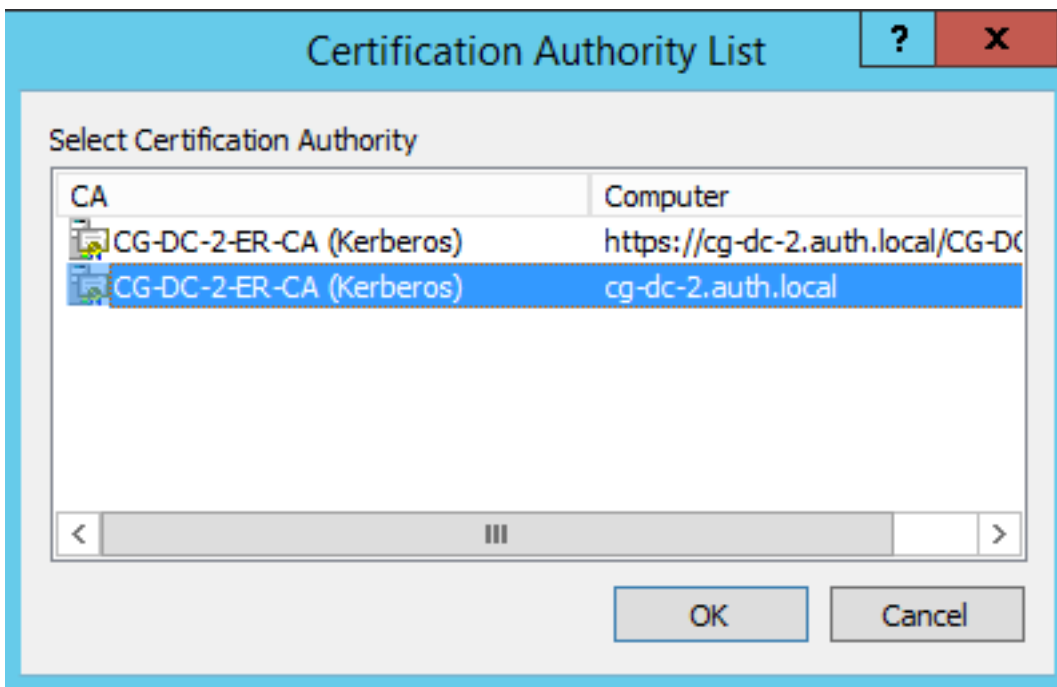 Certification Authority List
Select Certification Authority
CA Computer
CG-DC-2-ER-CA (Kerberos) https://cg-dc-2.auth.local/CG-DC
CG-DC-2-ER-CA (Kerberos) cg-dc-2.auth.local
OK Cancel